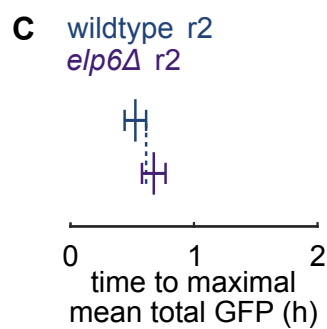 C wildtype r2
elp6Δ r2
0 1 2
time to maximal
mean total GFP (h)